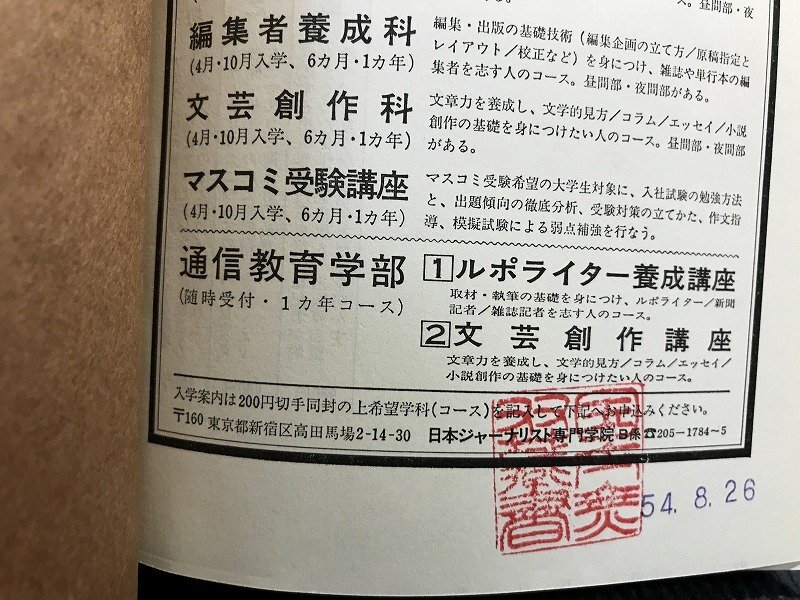 編集者養成科
(4月・10月入学、6カ月・1カ年)
編集・出版の基礎技術(編集企画の立て方/原稿指定と
レイアウト/校正など)を身につけ、雑誌や単行本の編
集者を志す人のコース。昼間部・夜間部がある。
文芸創作科
(4月・10月入学、6カ月・1カ年)
文章力を養成し、文学的見方/コラム/エッセイ/小説
創作の基礎を身につけたい人のコース。昼間部・夜間部
がある。
マスコミ受験講座
(4月・10月入学、6カ月・1カ年)
マスコミ受験希望の大学生対象に、入社試験の勉強方法
と、出題傾向の徹底分析、受験対策の立てかた、作文指
導、模擬試験による弱点補強を行なう。
通信教育学部
(随時受付・1カ年コース)
1 ルポライター養成講座
取材・執筆の基礎を身につけ、ルポライター/新聞
記者/雑誌記者を志す人のコース。
2 文芸創作講座
文章力を養成し、文学的見方/コラム/エッセイ/
小説創作の基礎を身につけたい人のコース。
入学案内は200円切手同封の上希望学科(コース)を記入して下記へお申込みください。
〒160 東京都新宿区高田馬場2-14-30 日本ジャーナリスト専門学院 B係 ☎205-1784~5
54.8.26